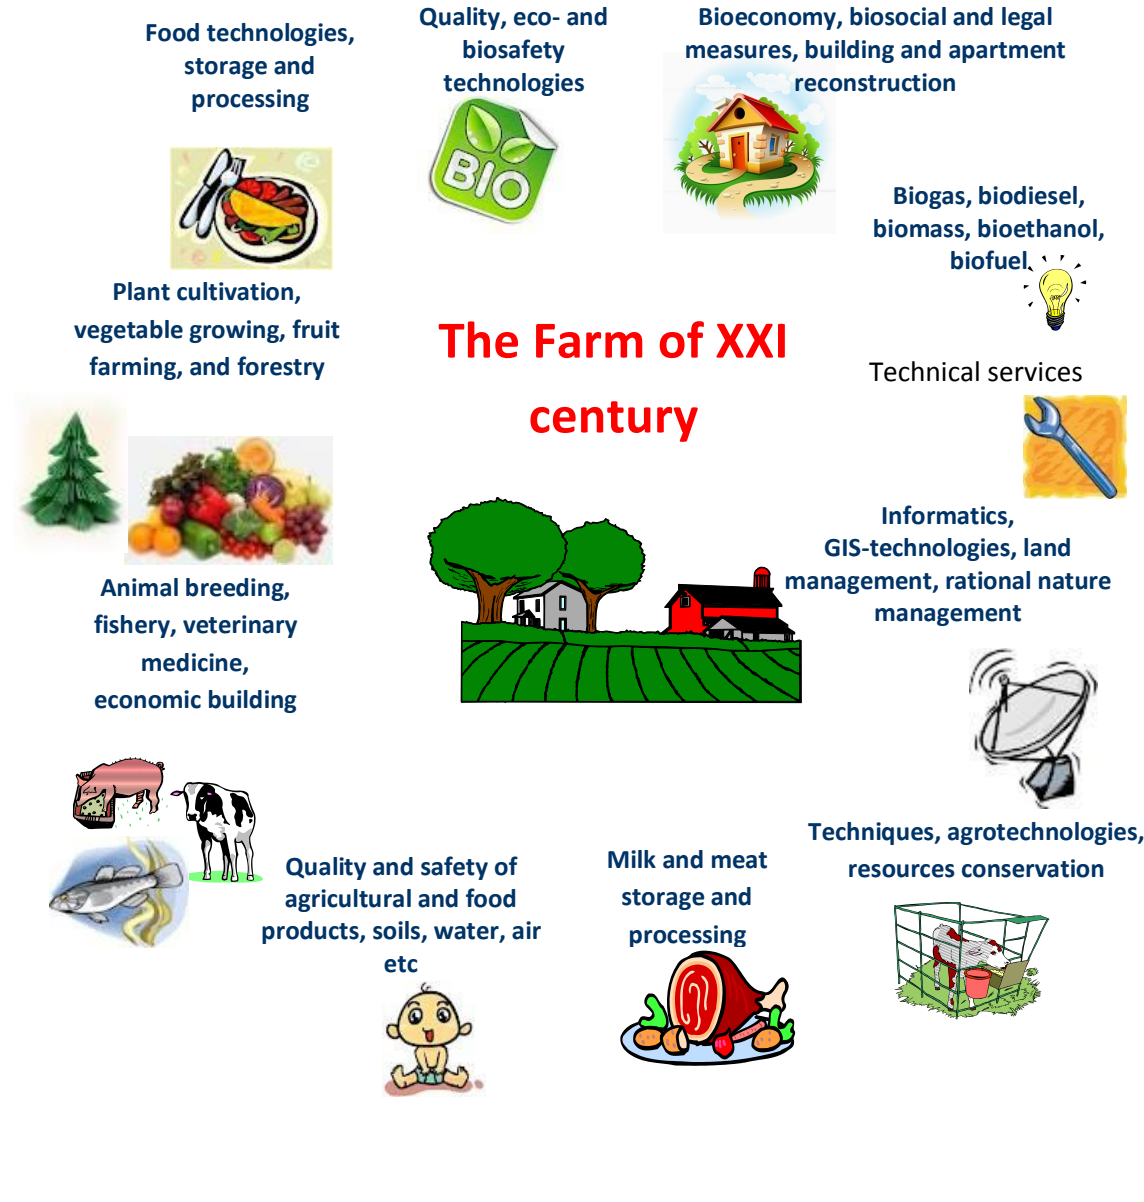 Food technologies,
storage and
processing
Quality, eco- and
biosafety
technologies
BIO
Bioeconomy, biosocial and legal
measures, building and apartment
reconstruction
Biogas, biodiesel,
biomass, bioethanol,
biofuel
Plant cultivation,
vegetable growing, fruit
farming, and forestry
The Farm of XXI
century
Technical services
Informatics,
GIS-technologies, land
management, rational nature
management
Animal breeding,
fishery, veterinary
medicine,
economic building
Techniques, agrotechnologies,
resources conservation
Quality and safety of
agricultural and food
products, soils, water, air
etc
Milk and meat
storage and
processing